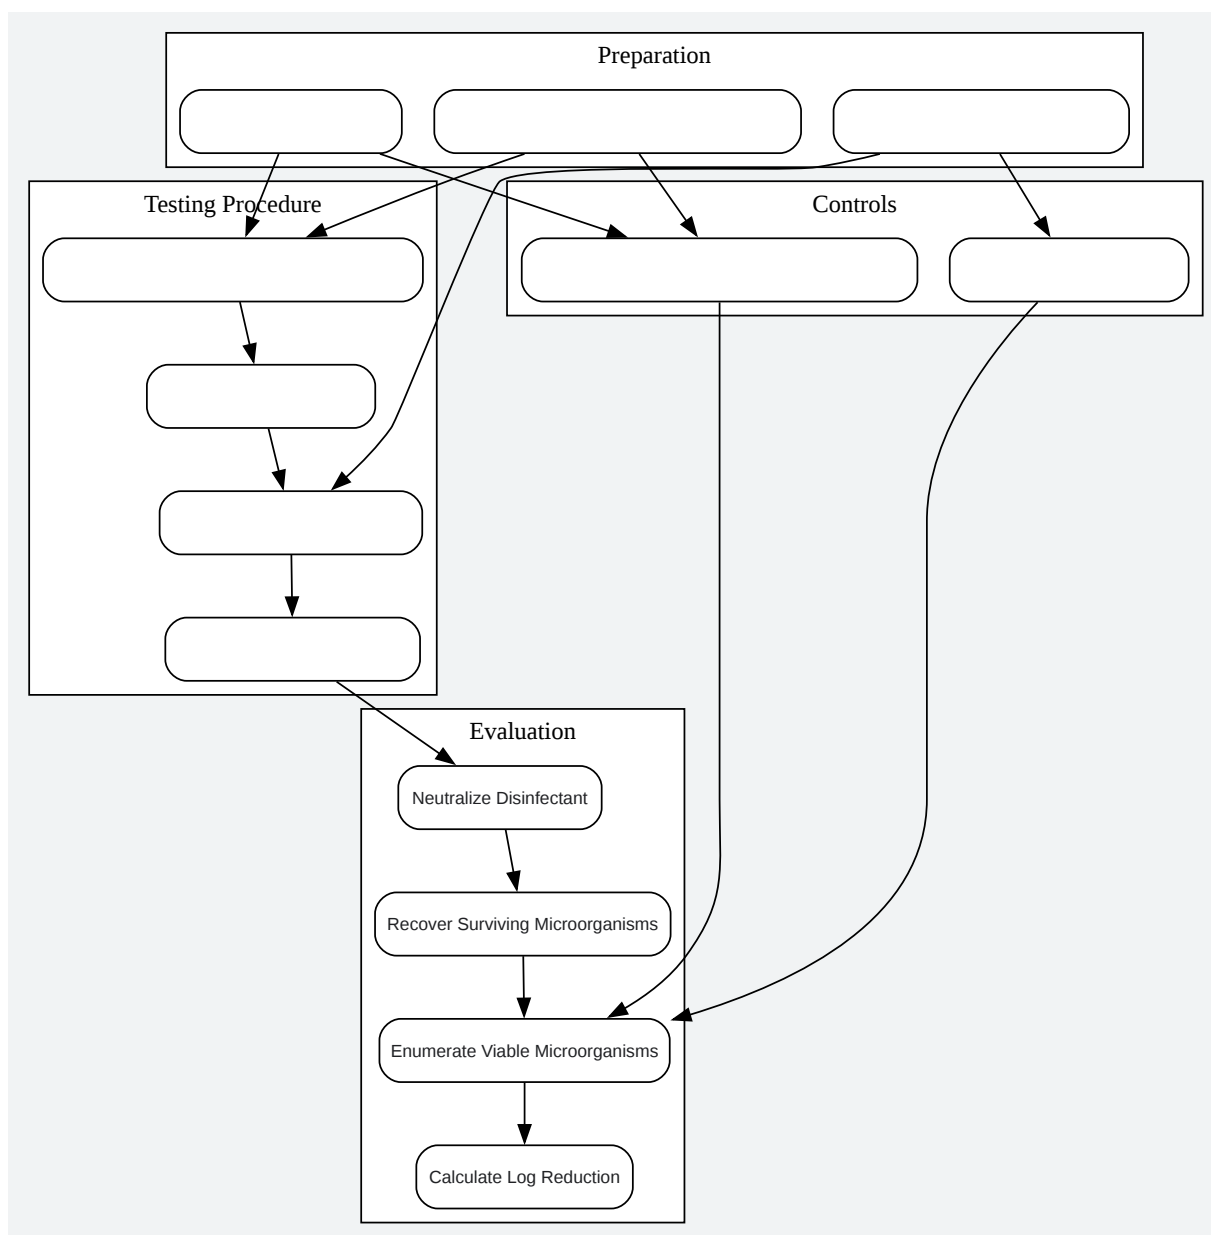 Preparation
Testing Procedure
Controls
Evaluation
Neutralize Disinfectant
Recover Surviving Microorganisms
Enumerate Viable Microorganisms
Calculate Log Reduction